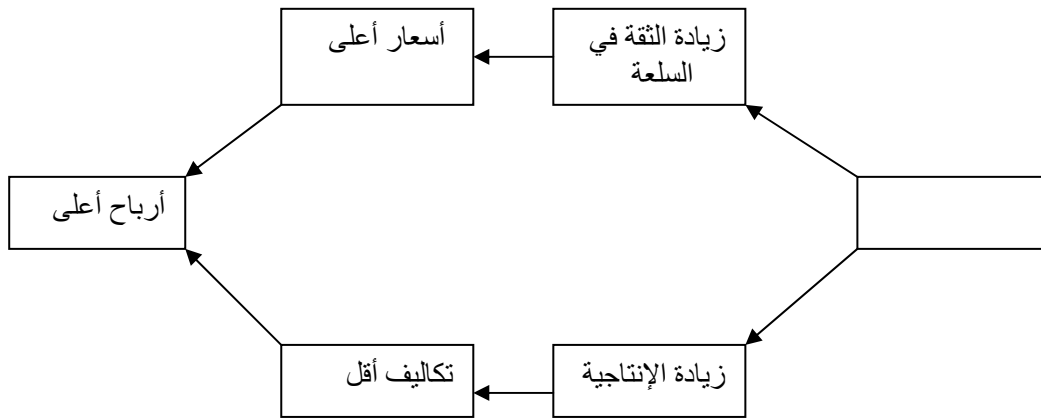 زيادة الثقة في
السلعة
أسعار أعلى
أرباح أعلى
زيادة الإنتاجية
تكاليف أقل